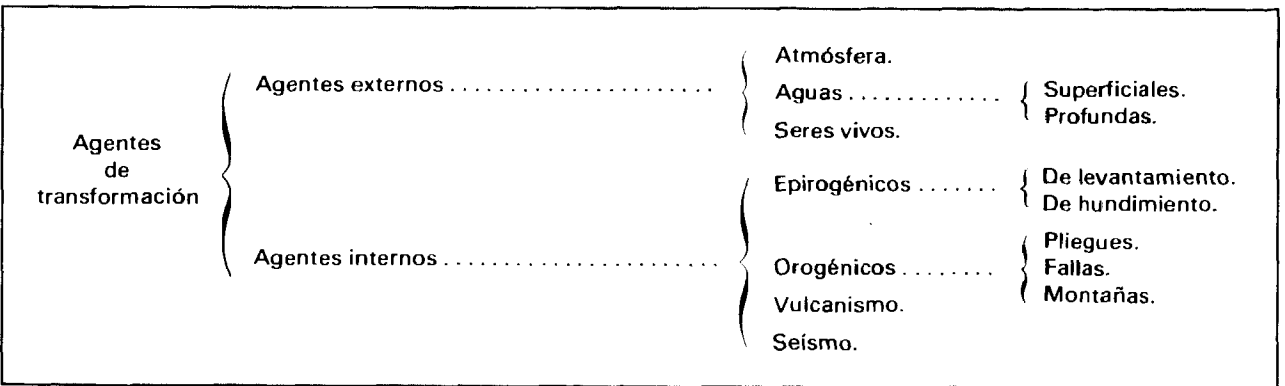 Agentes
de
transformación
Agentes externos ......................
Atmósfera.
Aguas .............
Superficiales.
Profundas.
Seres vivos.
Agentes internos .......................
Epirogénicos .......
De levantamiento.
De hundimiento.
Orogénicos ........
Pliegues.
Fallas.
Montañas.
Vulcanismo.
Seísmo.